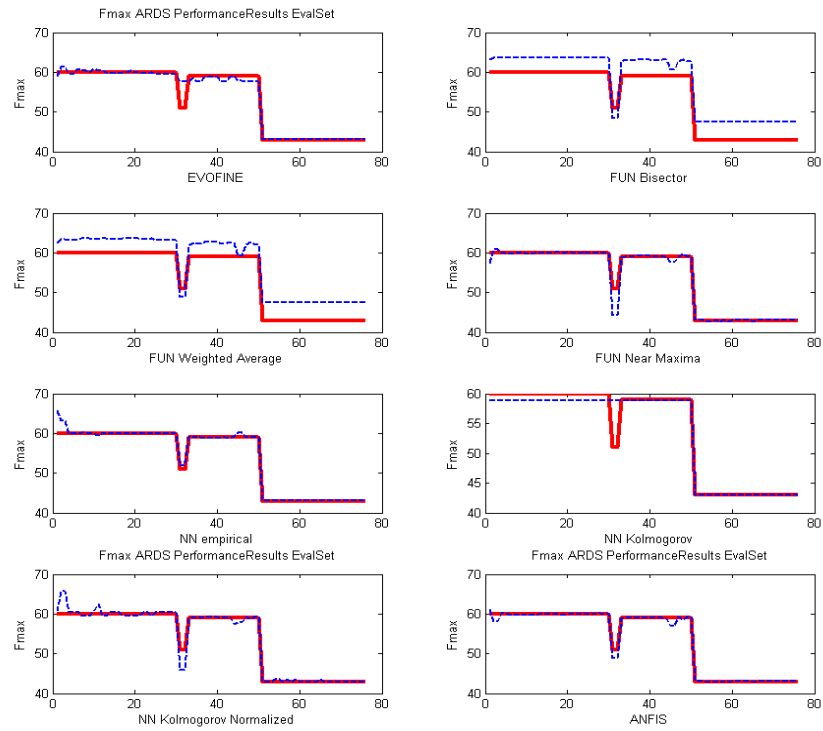 Fmax ARDS PerformanceResults EvalSet
70
60
50
40
Fmax
0 20 40 60 80
EVOFINE
70
60
50
40
Fmax
0 20 40 60 80
FUN Bisector
70
60
50
40
Fmax
0 20 40 60 80
FUN Weighted Average
70
60
50
40
Fmax
0 20 40 60 80
FUN Near Maxima
70
60
50
40
Fmax
0 20 40 60 80
NN empirical
60
55
50
45
40
Fmax
0 20 40 60 80
NN Kolmogorov
Fmax ARDS PerformanceResults EvalSet
70
60
50
40
Fmax
0 20 40 60 80
NN Kolmogorov Normalized
Fmax ARDS PerformanceResults EvalSet
70
60
50
40
Fmax
0 20 40 60 80
ANFIS